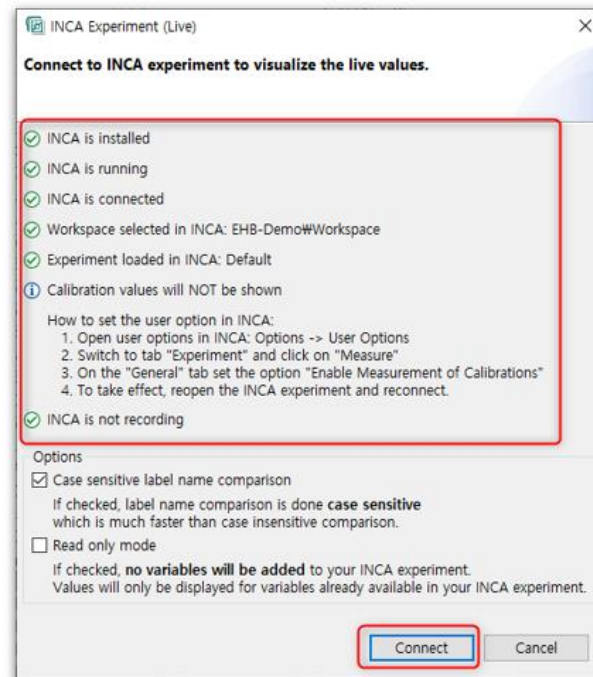 INCA Experiment (Live)
Connect to INCA experiment to visualize the live values.
INCA is installed
INCA is running
INCA is connected
Workspace selected in INCA: EHB-Demo₩Workspace
Experiment loaded in INCA: Default
Calibration values will NOT be shown
How to set the user option in INCA:
1. Open user options in INCA: Options -> User Options
2. Switch to tab "Experiment" and click on "Measure"
3. On the "General" tab set the option "Enable Measurement of Calibrations"
4. To take effect, reopen the INCA experiment and reconnect.
INCA is not recording
Options
Case sensitive label name comparison
If checked, label name comparison is done case sensitive
which is much faster than case insensitive comparison.
Read only mode
If checked, no variables will be added to your INCA experiment.
Values will only be displayed for variables already available in your INCA experiment.
Connect Cancel